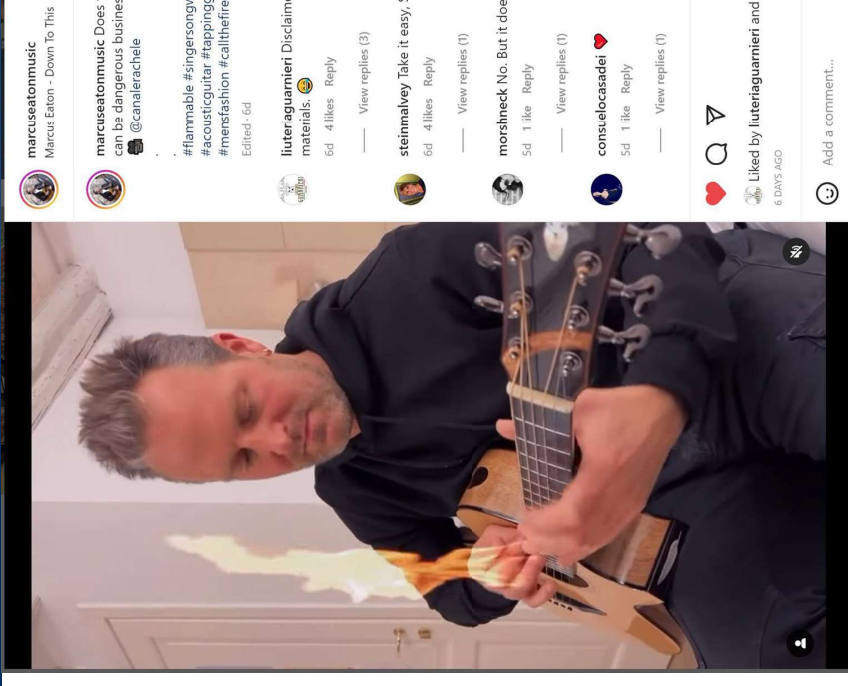 marcuseatonmusic
Marcus Eaton - Down To This
marcuseatonmusic Does
can be dangerous busines
@canalerachele
.
.
#flammable #singersongw
#acousticguitar #tapping
#mensfashion #callthefire
Edited · 6d
liuteriaguarnieri Disclaime
materials.
6d 4 likes Reply
View replies (3)
steinmalvey Take it easy, S
6d 4 likes Reply
View replies (1)
morshneck No. But it doe
5d 1 like Reply
View replies (1)
consuelocasadei
5d 1 like Reply
View replies (1)
Liked by liuteriaguarnieri and
6 DAYS AGO
Add a comment...